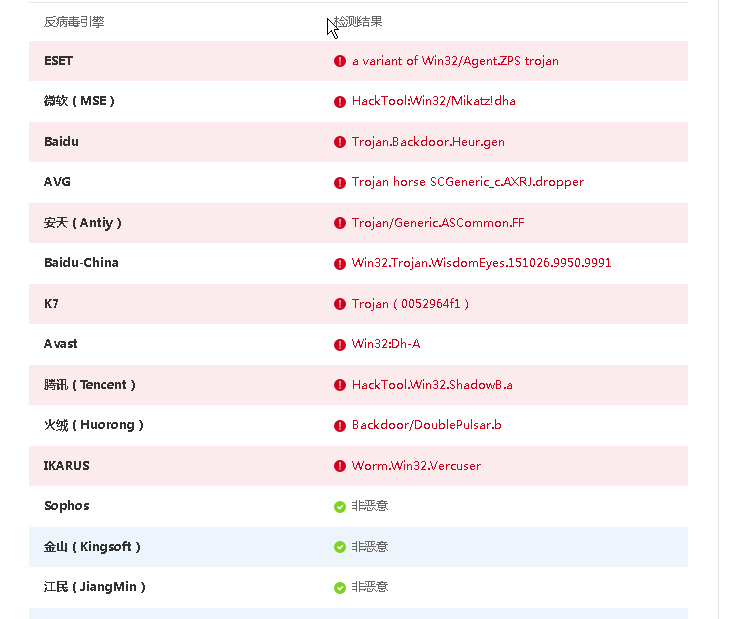 反病毒引擎 检测结果
ESET a variant of Win32/Agent.ZPS trojan
微软 ( MSE ) HackTool:Win32/Mikatz!dha
Baidu Trojan.Backdoor.Heur.gen
AVG Trojan horse SCGeneric_c.AXRJ.dropper
安天 ( Antiy ) Trojan/Generic.ASCommon.FF
Baidu-China Win32.Trojan.WisdomEyes.151026.9950.9991
K7 Trojan ( 0052964f1 )
Avast Win32:Dh-A
腾讯 ( Tencent ) HackTool.Win32.ShadowB.a
火绒 ( Huorong ) Backdoor/DoublePulsar.b
IKARUS Worm.Win32.Vercuser
Sophos 非恶意
金山 ( Kingsoft ) 非恶意
江民 ( JiangMin ) 非恶意